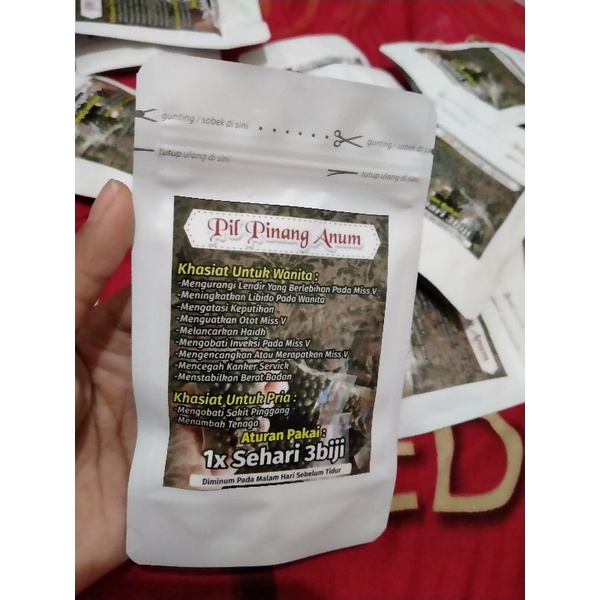 gunting / sobek di sini
gunting / sobek di sini
tutup ulang di sini
tutup ulang di sini
Pil Pinang Anum
Khasiat Untuk Wanita :
-Mengurangi Lendir Yang Berlebihan Pada Miss V
-Meningkatkan Libido Pada Wanita
-Mengatasi Keputihan
-Menguatkan Otot Miss V
-Melancarkan Haidh
-Mengobati Inveksi Pada Miss V
-Mengencangkan Atau Merapatkan Miss V
-Mencegah Kanker Servick
-Menstabilkan Berat Badan
Khasiat Untuk Pria :
-Mengobati Sakit Pinggang
-Menambah Tenaga
Aturan Pakai :
1x Sehari 3biji
Diminum Pada Malam Hari Sebelum Tidur